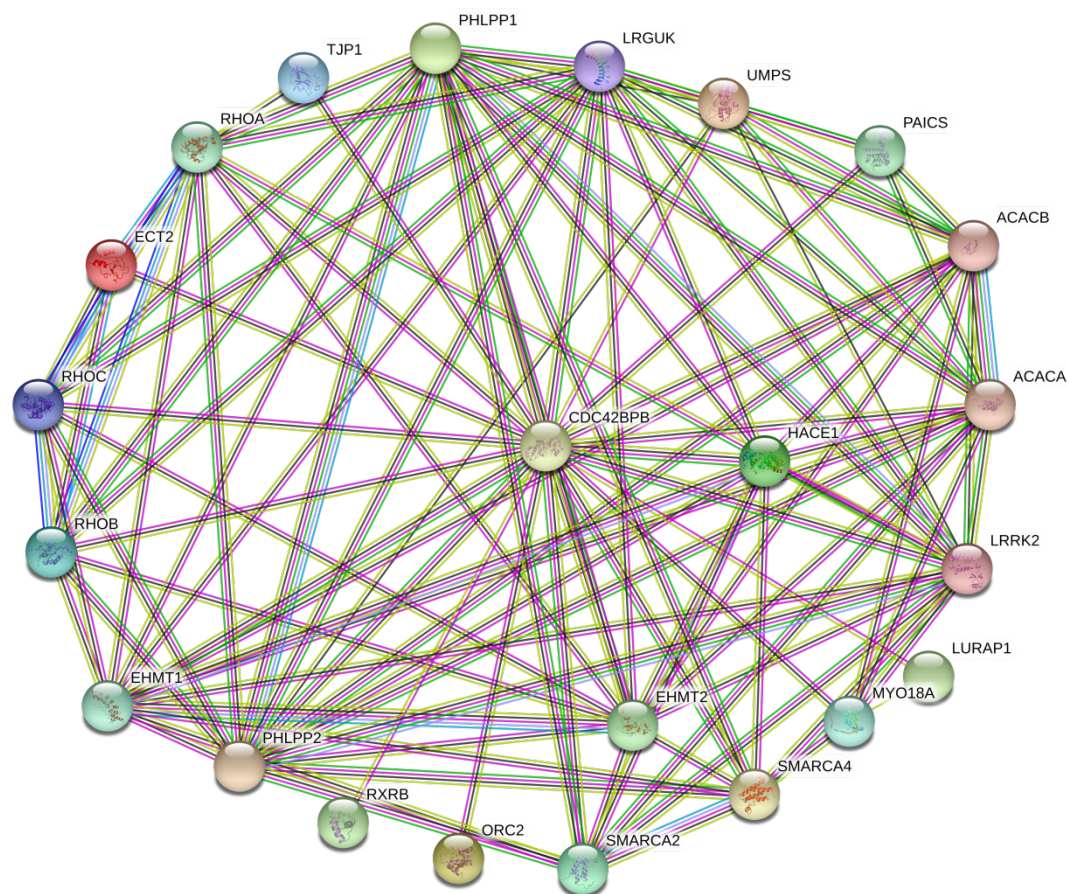 PHLPP1
LRGUK
TJP1
UMPS
RHOA
PAICS
ACACB
ECT2
RHOC
ACACA
CDC42BPB
HACE1
RHOB
LRRK2
LURAP1
EHMT1
EHMT2
MYO18A
PHLPP2
SMARCA4
RXRB
ORC2
SMARCA2